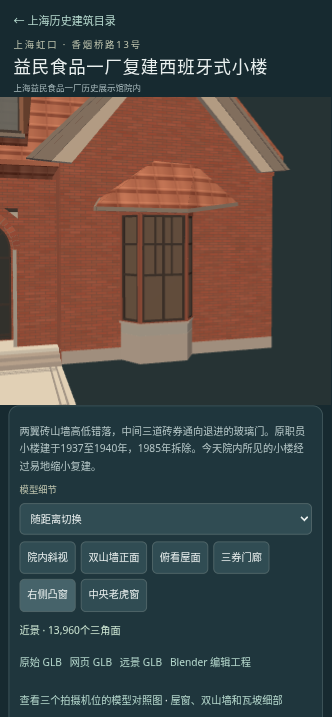 ← 上海历史建筑目录
上海虹口 · 香烟桥路13号
益民食品一厂复建西班牙式小楼
上海益民食品一厂历史展示馆院内
两翼砖山墙高低错落，中间三道砖券通向退进的玻璃门。原职员
小楼建于1937至1940年，1985年拆除。今天院内所见的小楼经
过易地缩小复建。
模型细节
随距离切换
院内斜视 双山墙正面 俯看屋面 三券门廊
右侧凸窗 中央老虎窗
近景 · 13,960个三角面
原始 GLB 网页 GLB 远景 GLB Blender 编辑工程
查看三个拍摄机位的模型对照图 · 屋窗、双山墙和瓦坡细部